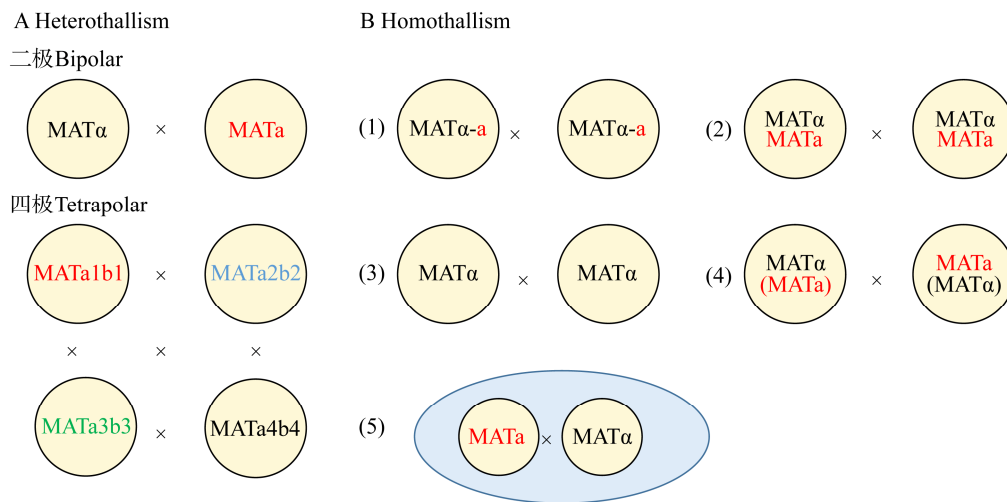 A Heterothallism
B Homothallism
二极Bipolar
MATα × MATa
(1) MATα-a × MATα-a
(2) MATα MATa × MATα MATa
四极Tetrapolar
MATa1b1 × MATa2b2
(3) MATα × MATα
(4) MATα (MATa) × MATa (MATα)
× × ×
MATa3b3 × MATa4b4
(5) MATa × MATα